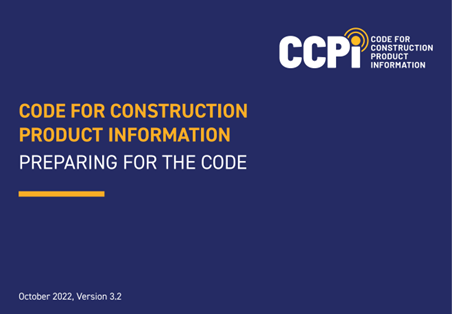 CCPi
CODE FOR
CONSTRUCTION
PRODUCT
INFORMATION
CODE FOR CONSTRUCTION
PRODUCT INFORMATION
PREPARING FOR THE CODE
October 2022, Version 3.2